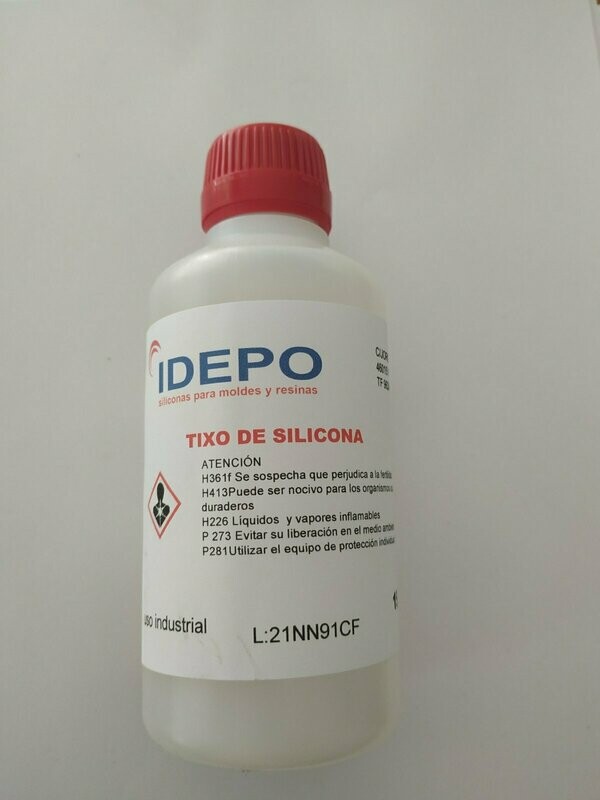 IDEPO
siliconas para moldes y resinas
TIXO DE SILICONA
ATENCIÓN
H361f Se sospecha que perjudica a la
H413Puede ser nocivo para los organismos
duraderos
H226 Líquidos y vapores inflamables
P 273 Evitar su liberación en el medio
P281Utilizar el equipo de protección
uso industrial
L:21NN91CF